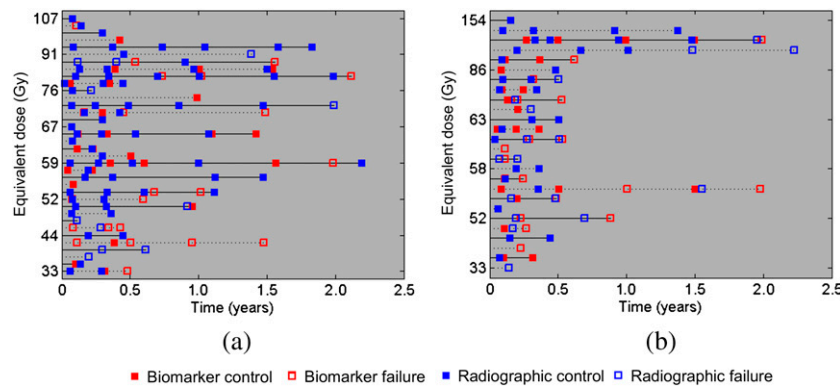 107
91
76
67
59
52
44
33
Equivalent dose (Gy)
0 0.5 1.0 1.5 2.0 2.5
Time (years)
(a)
154
86
63
58
52
33
Equivalent dose (Gy)
0 0.5 1.0 1.5 2.0 2.5
Time (years)
(b)
Biomarker control Biomarker failure Radiographic control Radiographic failure